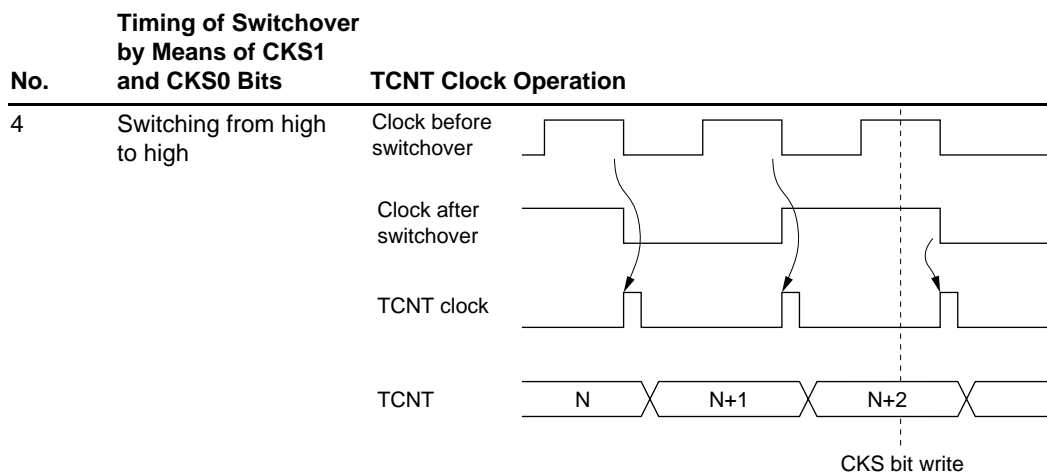 Timing of Switchover
by Means of CKS1
No. and CKS0 Bits TCNT Clock Operation
4 Switching from high
to high
Clock before
switchover
Clock after
switchover
TCNT clock
TCNT N N+1 N+2
CKS bit write